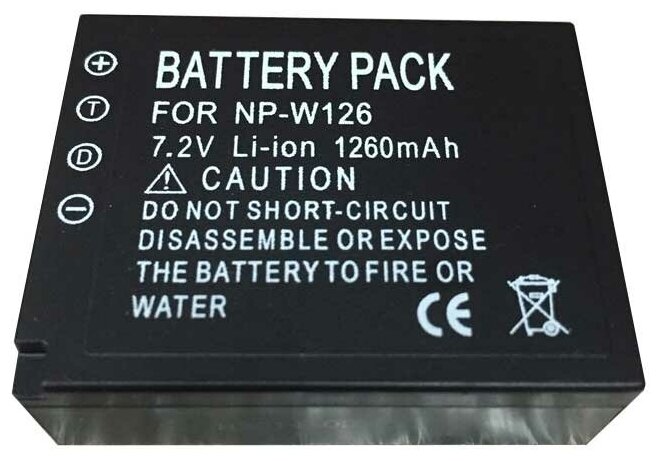 BATTERY PACK
FOR NP-W126
7.2V Li-ion 1260mAh
CAUTION
DO NOT SHORT-CIRCUIT
DISASSEMBLE OR EXPOSE
THE BATTERY TO FIRE OR
WATER
+
T
D
−
CE